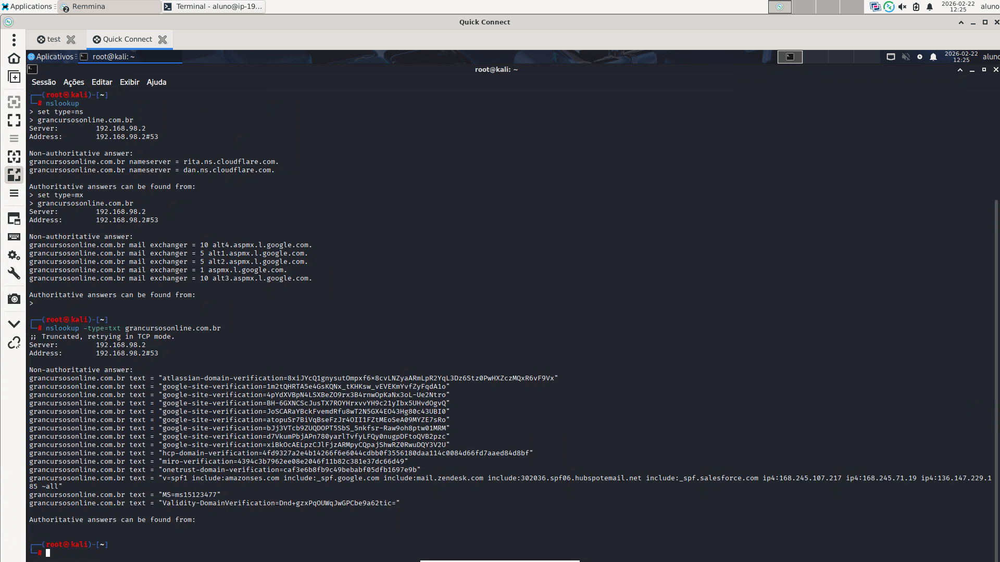 Applications
2
Remmina
Terminal - aluno@ip-19...
2026-02-22
12:25
aluno
Quick Connect
test
Quick Connect
Aplicativos
root@kali: ~
2026-02-22
12:25
aluno
root@kali: ~
Sessão Ações Editar Exibir Ajuda
┌──(root㉿kali)-[~]
└─# nslookup
> set type=ns
> grancursosonline.com.br
Server:         192.168.98.2
Address:        192.168.98.2#53
Non-authoritative answer:
grancursosonline.com.br nameserver = rita.ns.cloudflare.com.
grancursosonline.com.br nameserver = dan.ns.cloudflare.com.
Authoritative answers can be found from:
> set type=mx
> grancursosonline.com.br
Server:         192.168.98.2
Address:        192.168.98.2#53
Non-authoritative answer:
grancursosonline.com.br mail exchanger = 10 alt4.aspmx.l.google.com.
grancursosonline.com.br mail exchanger = 5 alt1.aspmx.l.google.com.
grancursosonline.com.br mail exchanger = 5 alt2.aspmx.l.google.com.
grancursosonline.com.br mail exchanger = 1 aspmx.l.google.com.
grancursosonline.com.br mail exchanger = 10 alt3.aspmx.l.google.com.
Authoritative answers can be found from:
>
┌──(root㉿kali)-[~]
└─# nslookup -type=txt grancursosonline.com.br
;; Truncated, retrying in TCP mode.
Server:         192.168.98.2
Address:        192.168.98.2#53
Non-authoritative answer:
grancursosonline.com.br text = "atlassian-domain-verification=8xiJYcQ1gnysutOmpxf6×8cvLNZyaARmLpR2YqL3Dz6Stz0PwHXZczMQxR6vF9Vx"
grancursosonline.com.br text = "google-site-verification=1m2tQHRTA5e4GsKQNx_tKHKsw_vEVEKmYvfZyFqdA1o"
grancursosonline.com.br text = "google-site-verification=4pYdXVBpN4LSXBeZO9rx3B4rnwOpKaNx3oL-Ue2Ntro"
grancursosonline.com.br text = "google-site-verification=BH-6GXNCScJusTX7ROYHrxvvYH9c21yIbx5UHvdOgvQ"
grancursosonline.com.br text = "google-site-verification=JoSCARaYBckFvemdRfu8wT2N5GX4EO43Hg80c43UBI0"
grancursosonline.com.br text = "google-site-verification=atopuSr7BiVqBseFzJr4OII1FZtMEoSeA09MYZE7sRo"
grancursosonline.com.br text = "google-site-verification=bJj3VTcb9ZUQDOPT5SbS_5nkfsr-Raw9oh8ptw01MRM"
grancursosonline.com.br text = "google-site-verification=d7VkumPbjAPn780yarlTvfyLFQy0nugpDFtoQVB2pzc"
grancursosonline.com.br text = "google-site-verification=xiBkOcAELpzCJlFjzARMpyCQpajShwRZ0RwuDQY3V2U"
grancursosonline.com.br text = "hcp-domain-verification=4fd9327a2e4b14266f6e6044cdbb0f3556180daa114c0084d66fd7aaed84d8bf"
grancursosonline.com.br text = "miro-verification=4394c3b7962ee08e2046f11b82c381e37dc66d49"
grancursosonline.com.br text = "onetrust-domain-verification=caf3e6b8fb9c49bebabf05dfb1697e9b"
grancursosonline.com.br text = "v=spf1 include:amazonses.com include:_spf.google.com include:mail.zendesk.com include:302036.spf06.hubspotemail.net include:_spf.salesforce.com ip4:168.245.107.217 ip4:168.245.71.19 ip4:136.147.229.1
85 ~all"
grancursosonline.com.br text = "MS=ms15123477"
grancursosonline.com.br text = "Validity-DomainVerification=Dnd+gzxPqOUWqJwGPCbe9a62tic="
Authoritative answers can be found from:
┌──(root㉿kali)-[~]
└─#